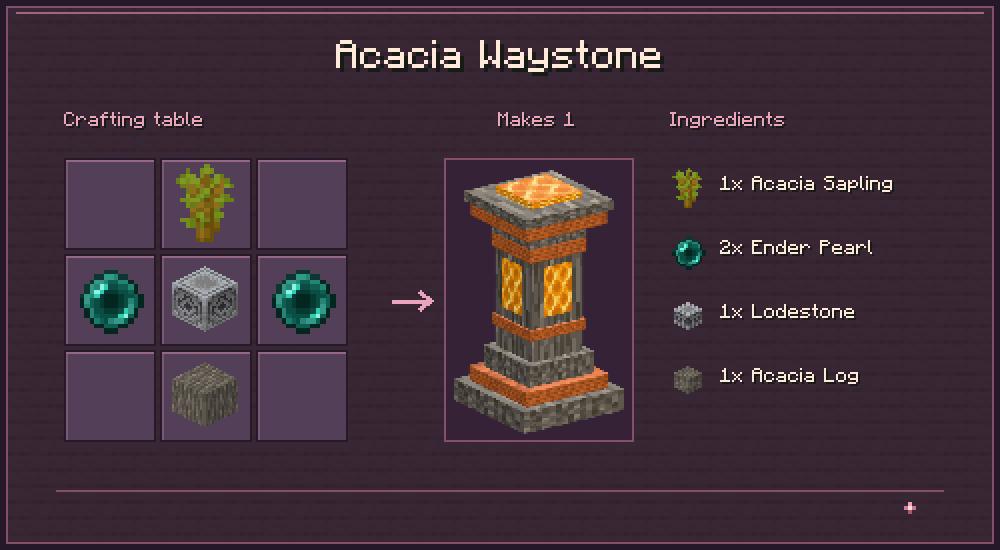 Acacia Waystone
Crafting table
Makes 1
Ingredients
1x Acacia Sapling
2x Ender Pearl
1x Lodestone
1x Acacia Log